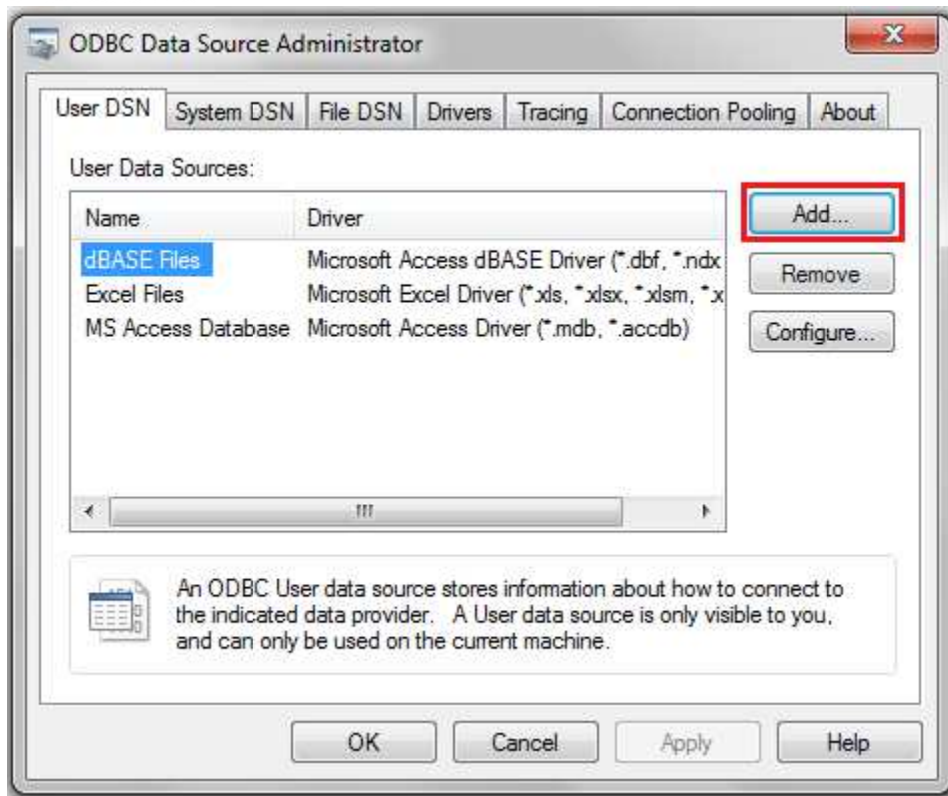 ODBC Data Source Administrator
User DSN System DSN File DSN Drivers Tracing Connection Pooling About
User Data Sources:
Name Driver
dBASE Files Microsoft Access dBASE Driver (*.dbf, *.ndx
Excel Files Microsoft Excel Driver (*.xls, *.xlsx, *.xlsm, *.x
MS Access Database Microsoft Access Driver (*.mdb, *.accdb)
Add...
Remove
Configure...
An ODBC User data source stores information about how to connect to
the indicated data provider. A User data source is only visible to you,
and can only be used on the current machine.
OK Cancel Apply Help